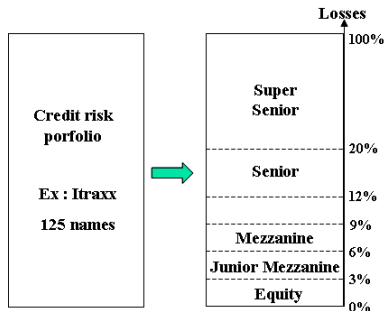 Losses
100%
Credit risk
porfolio
Ex : Itraxx
125 names
Super
Senior
20%
Senior
12%
9%
Mezzanine
6%
Junior Mezzanine
3%
Equity
0%